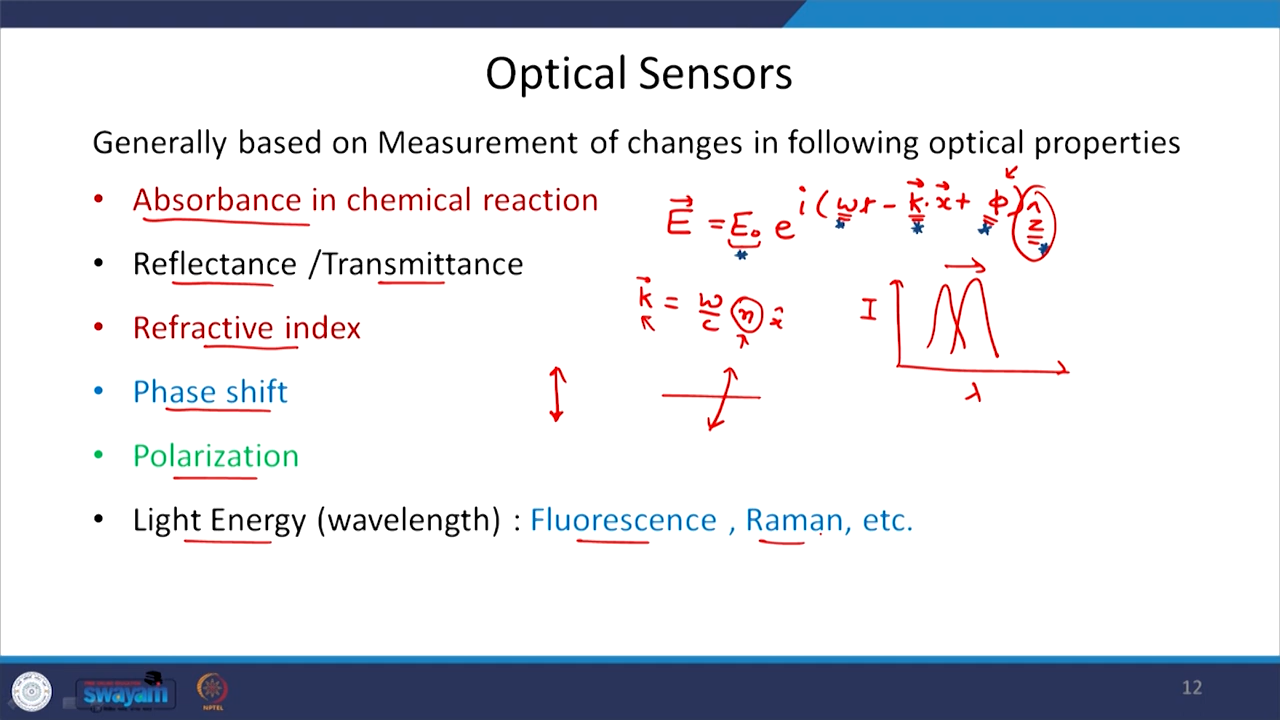 Optical Sensors
Generally based on Measurement of changes in following optical properties
• Absorbance in chemical reaction
E⃗ = E₀ e^{i(ωt − k⃗·x⃗ + φ)} ẑ
• Reflectance /Transmittance
k⃗ = ω/c n x̂
I
λ
• Refractive index
• Phase shift
• Polarization
• Light Energy (wavelength) : Fluorescence , Raman, etc.
swayam
NPTEL
12